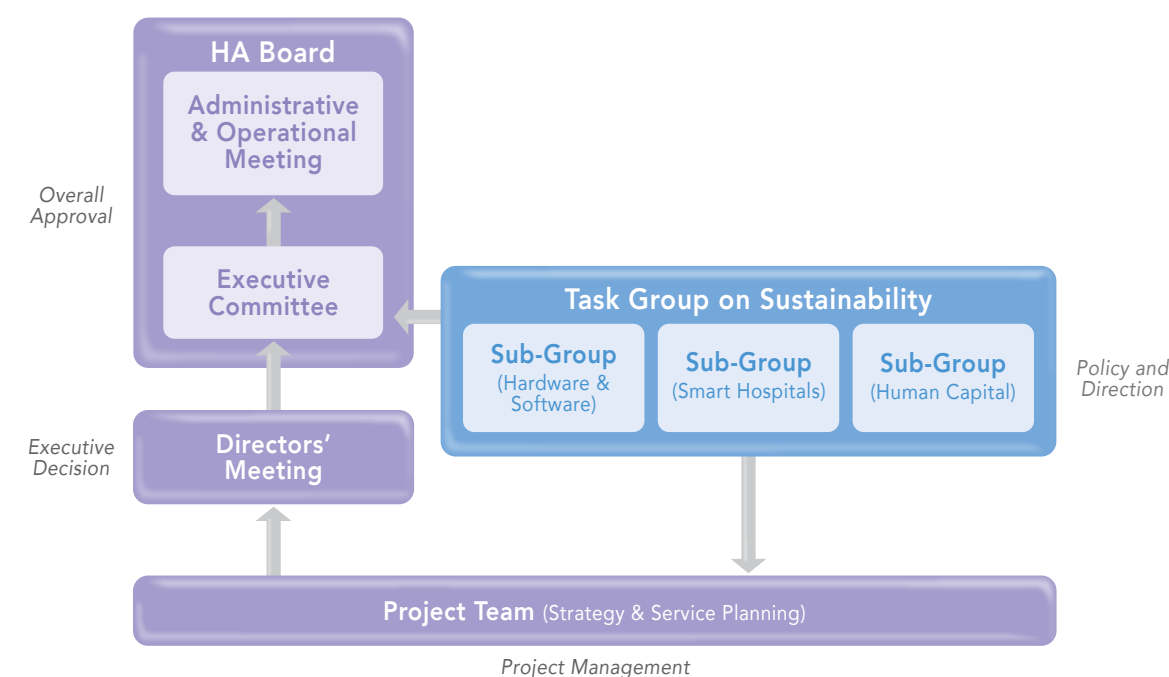 HA Board
Administrative
& Operational
Meeting
Overall
Approval
Executive
Committee
Task Group on Sustainability
Sub-Group
(Hardware &
Software)
Sub-Group
(Smart Hospitals)
Sub-Group
(Human Capital)
Policy and
Direction
Executive
Decision
Directors’
Meeting
Project Team (Strategy & Service Planning)
Project Management